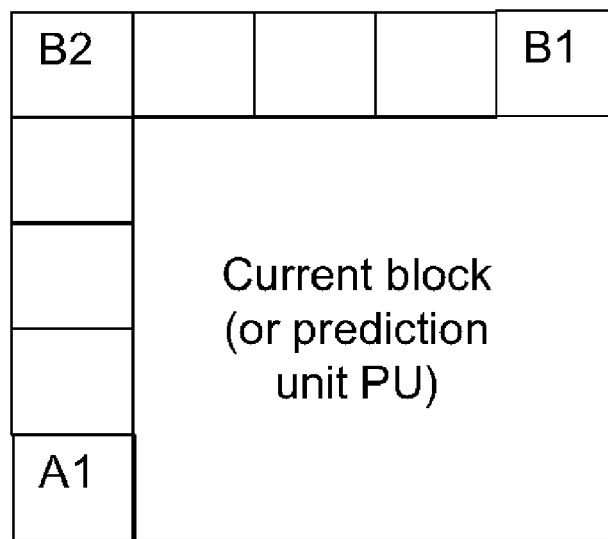 B2
B1
Current block
(or prediction
unit PU)
A1